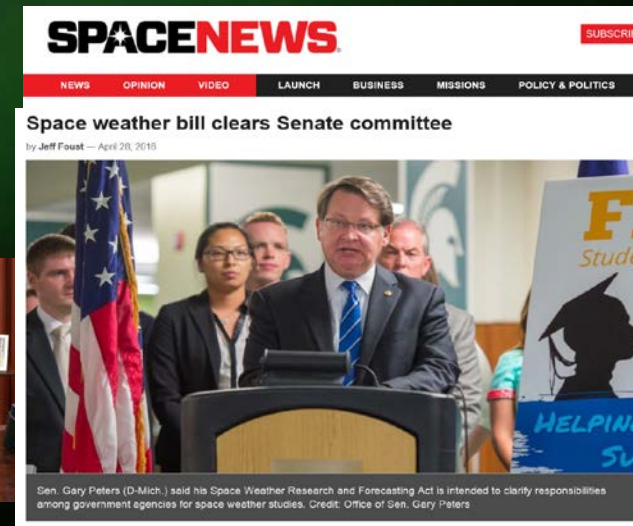 SPACENEWS
SUBSCRI
NEWS OPINION VIDEO LAUNCH BUSINESS MISSIONS POLICY & POLITICS
Space weather bill clears Senate committee
by Jeff Foust — April 28, 2016
Stude
HELPIN
SU
Sen. Gary Peters (D-Mich.) said his Space Weather Research and Forecasting Act is intended to clarify responsibilities
among government agencies for space weather studies. Credit: Office of Sen. Gary Peters